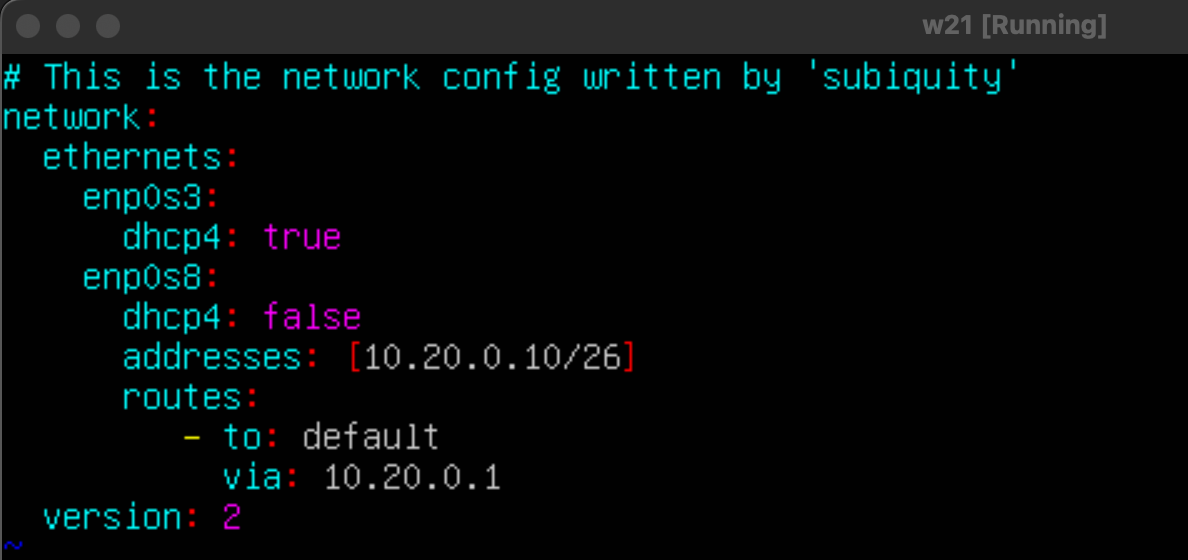 w21 [Running]
# This is the network config written by 'subiquity'
network:
  ethernets:
    enp0s3:
      dhcp4: true
    enp0s8:
      dhcp4: false
      addresses: [10.20.0.10/26]
      routes:
         - to: default
           via: 10.20.0.1
  version: 2
~